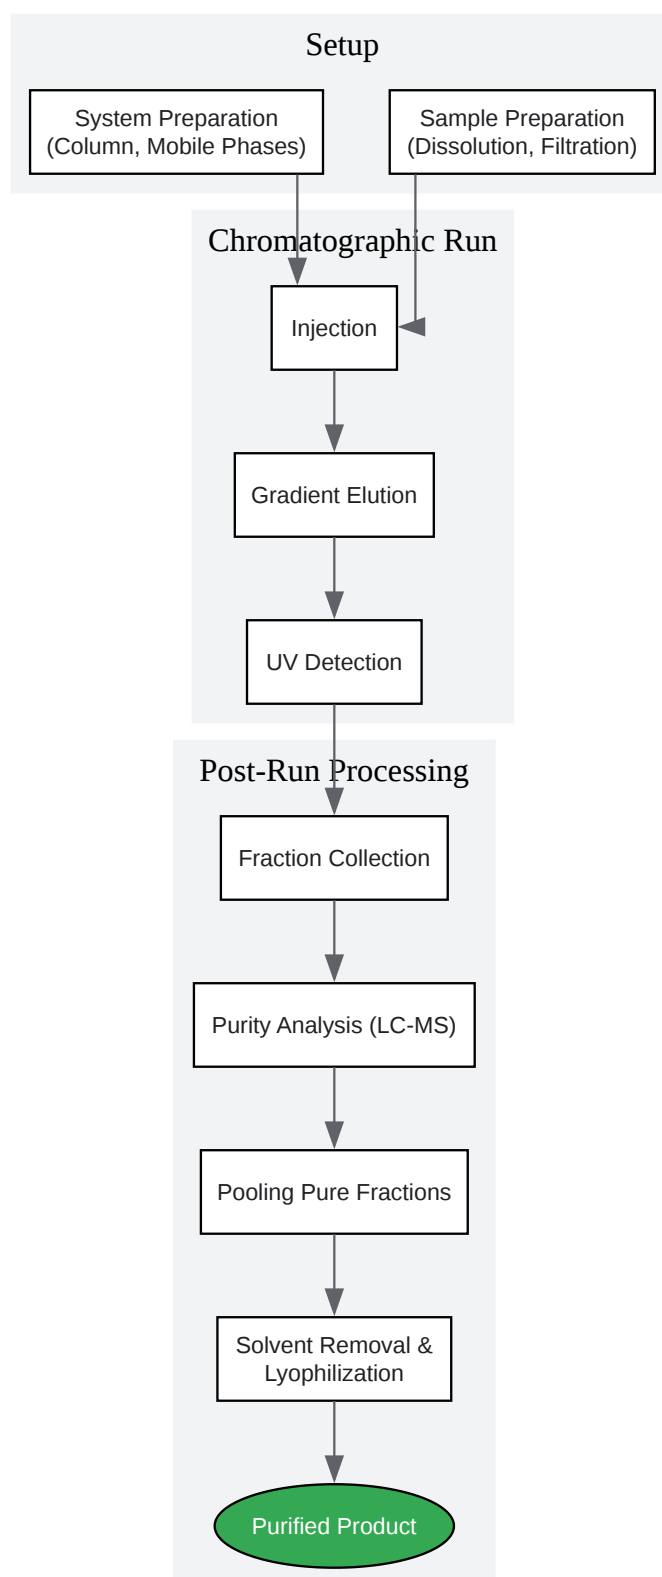 Setup
System Preparation
(Column, Mobile Phases)
Sample Preparation
(Dissolution, Filtration)
Chromatographic Run
Injection
Gradient Elution
UV Detection
Post-Run Processing
Fraction Collection
Purity Analysis (LC-MS)
Pooling Pure Fractions
Solvent Removal &
Lyophilization
Purified Product